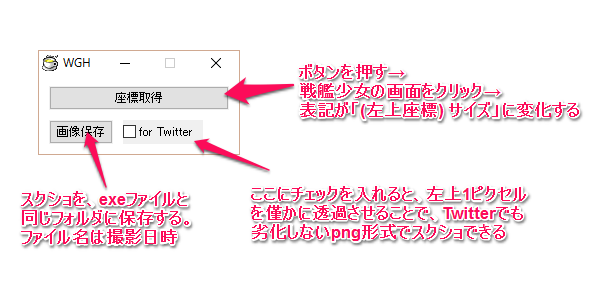 WGH
座標取得
画像保存
for Twitter
ボタンを押す→
戦艦少女の画面をクリック→
表記が「(左上座標) サイズ」に変化する
スクショを、exeファイルと
同じフォルダに保存する。
ファイル名は撮影日時
ここにチェックを入れると、左上1ピクセル
を僅かに透過させることで、Twitterでも
劣化しないpng形式でスクショできる